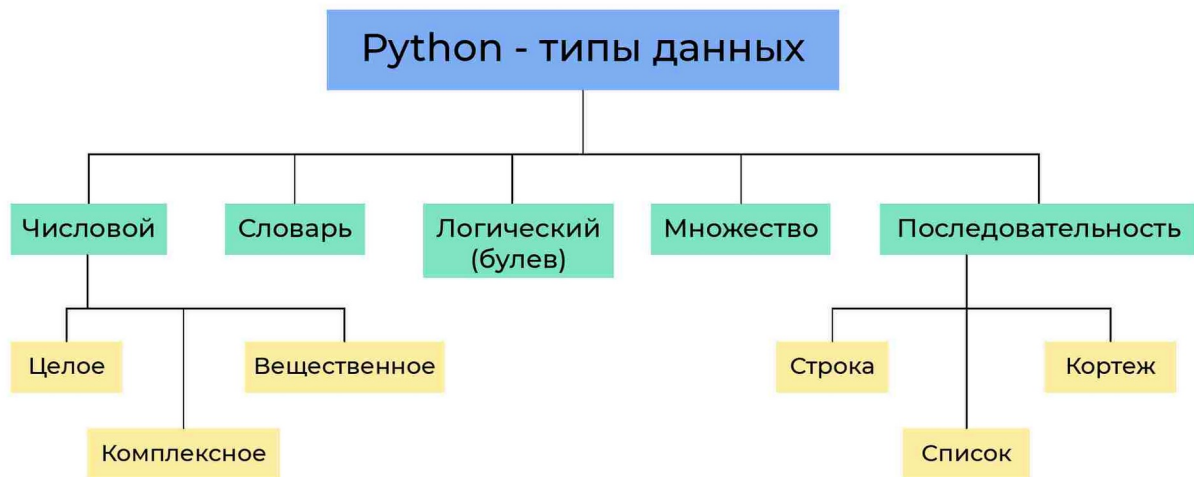 Python - типы данных
Числовой
Словарь
Логический
(булев)
Множество
Последовательность
Целое
Вещественное
Строка
Кортеж
Комплексное
Список